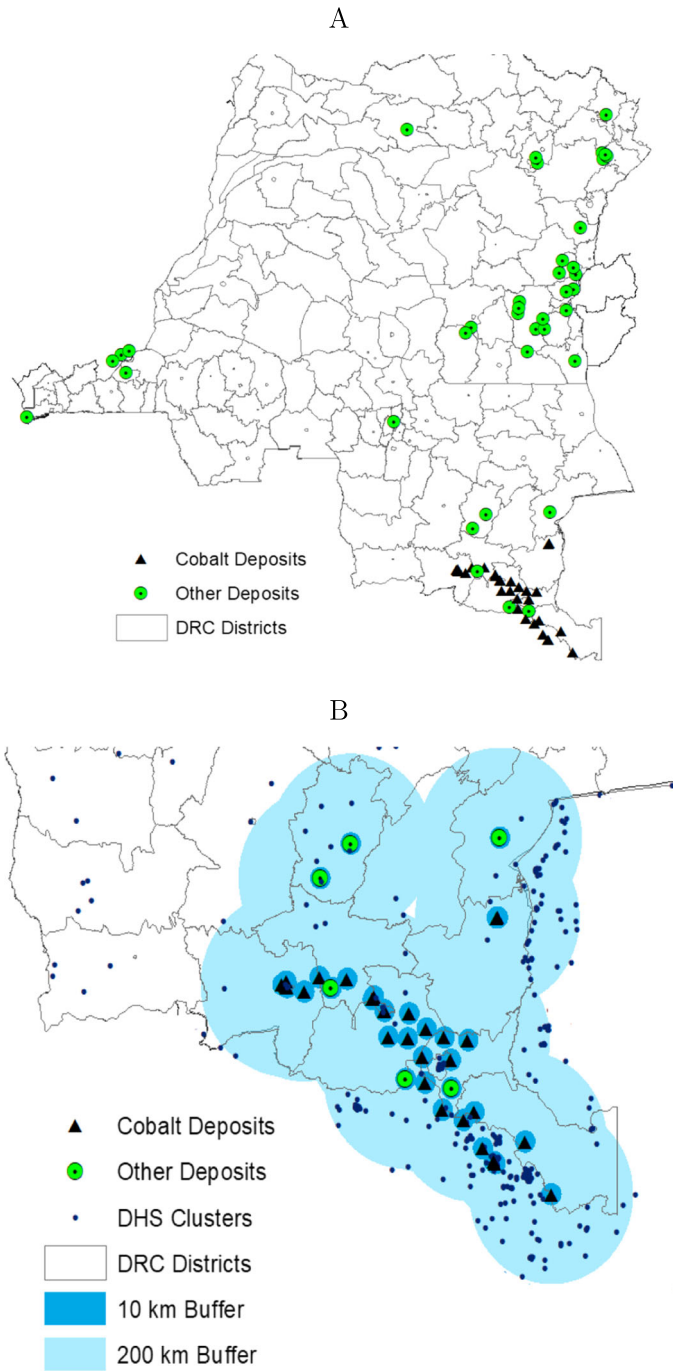 A
Cobalt Deposits
Other Deposits
DRC Districts
B
Cobalt Deposits
Other Deposits
DHS Clusters
DRC Districts
10 km Buffer
200 km Buffer